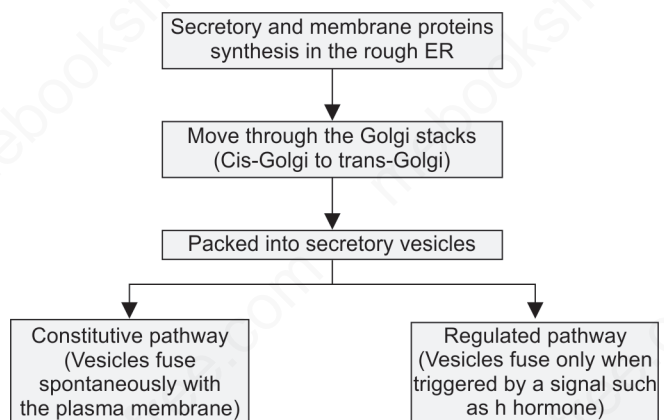 Secretory and membrane proteins
synthesis in the rough ER
Move through the Golgi stacks
(Cis-Golgi to trans-Golgi)
Packed into secretory vesicles
Constitutive pathway
(Vesicles fuse
spontaneously with
the plasma membrane)
Regulated pathway
(Vesicles fuse only when
triggered by a signal such
as h hormone)